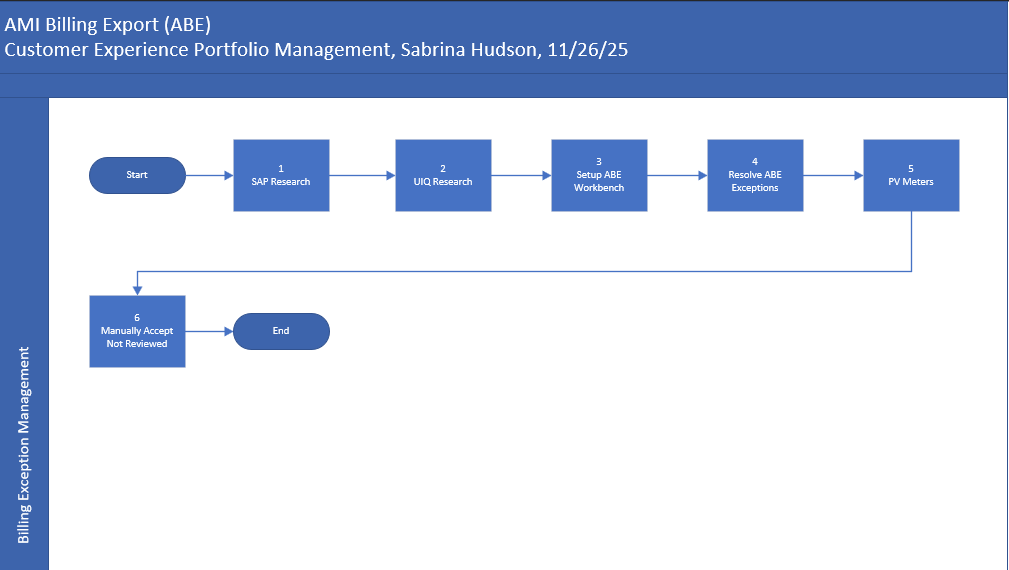 AMI Billing Export (ABE)
Customer Experience Portfolio Management, Sabrina Hudson, 11/26/25
Start
1
SAP Research
2
UIQ Research
3
Setup ABE
Workbench
4
Resolve ABE
Exceptions
5
PV Meters
6
Manually Accept
Not Reviewed
End
Billing Exception Management